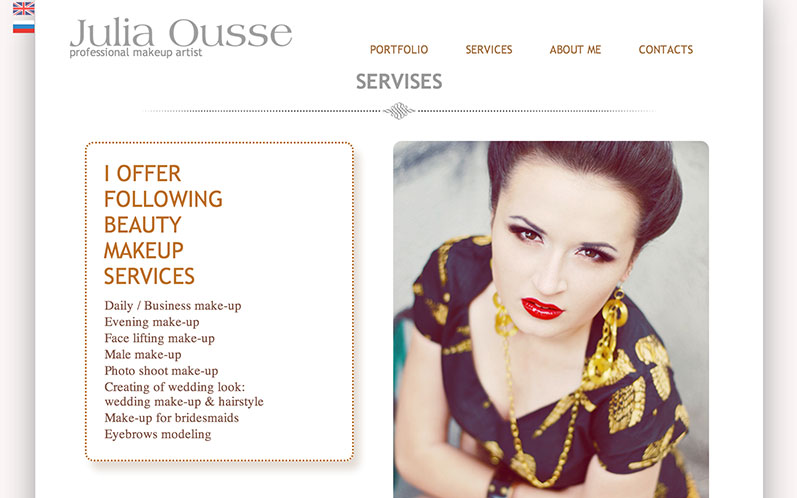 Julia Ousse
professional makeup artist
PORTFOLIO SERVICES ABOUT ME CONTACTS
SERVISES
I OFFER
FOLLOWING
BEAUTY
MAKEUP
SERVICES
Daily / Business make-up
Evening make-up
Face lifting make-up
Male make-up
Photo shoot make-up
Creating of wedding look:
wedding make-up & hairstyle
Make-up for bridesmaids
Eyebrows modeling